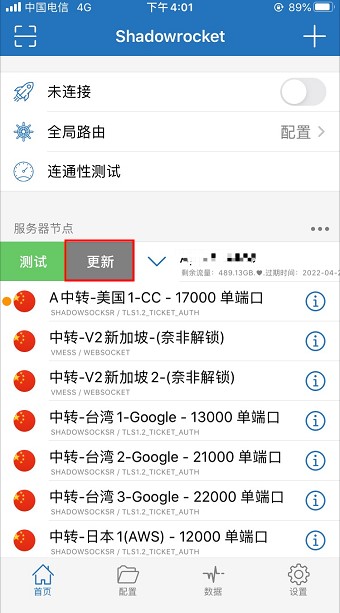 中国电信 4G 下午4:01 89%
Shadowrocket
未连接
全局路由 配置
连通性测试
服务器节点
测试 更新
剩余流量：489.13GB.♥.过期时间：2022-04-2
A中转-美国1-CC - 17000 单端口
SHADOWSOCKSR / TLS1.2_TICKET_AUTH
中转-V2新加坡-(奈非解锁)
VMESS / WEBSOCKET
中转-V2新加坡2-(奈非解锁)
VMESS / WEBSOCKET
中转-台湾1-Google - 13000 单端口
SHADOWSOCKSR / TLS1.2_TICKET_AUTH
中转-台湾2-Google - 21000 单端口
SHADOWSOCKSR / TLS1.2_TICKET_AUTH
中转-台湾3-Google - 22000 单端口
SHADOWSOCKSR / TLS1.2_TICKET_AUTH
中转-日本1(AWS) - 12000 单端口
SHADOWSOCKSR / TLS1.2_TICKET_AUTH
首页 配置 数据 设置